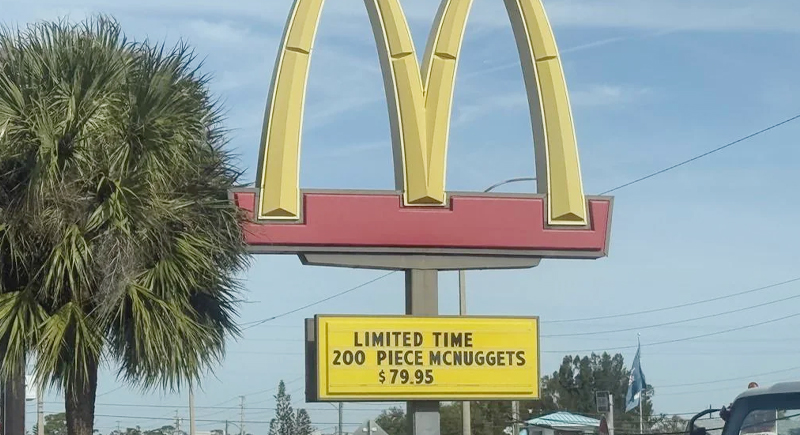 LIMITED TIME
200 PIECE MCNUGGETS
$79.95